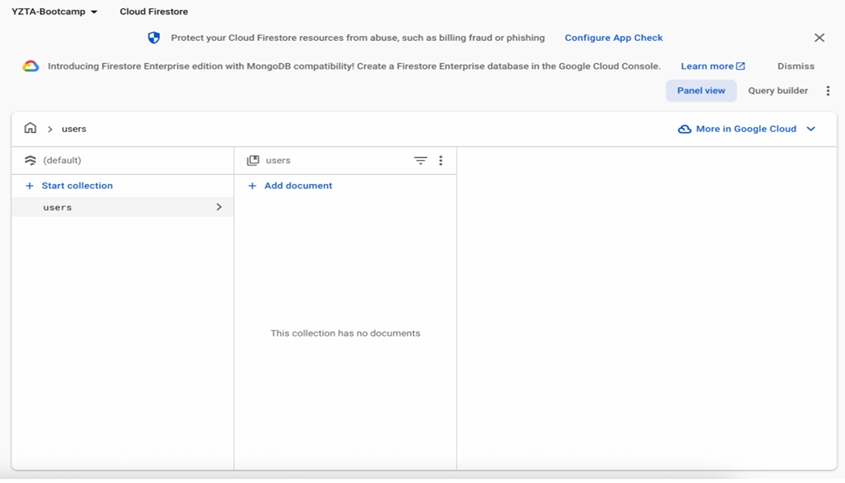 YZTA-Bootcamp Cloud Firestore
Protect your Cloud Firestore resources from abuse, such as billing fraud or phishing Configure App Check
Introducing Firestore Enterprise edition with MongoDB compatibility! Create a Firestore Enterprise database in the Google Cloud Console. Learn more Dismiss
Panel view Query builder
users More in Google Cloud
(default) users
+ Start collection + Add document
users
This collection has no documents